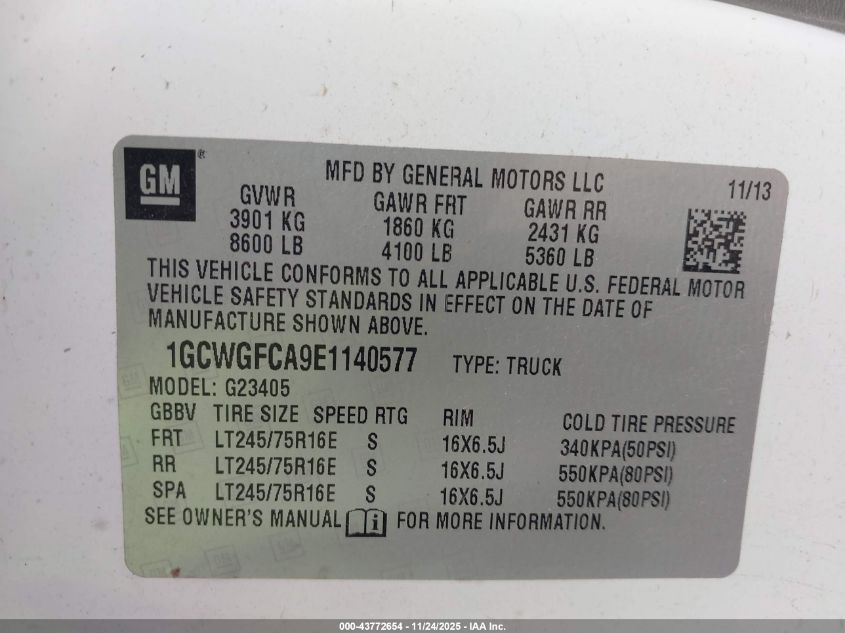 GM®
MFD BY GENERAL MOTORS LLC 11/13
GVWR GAWR FRT GAWR RR
3901 KG 1860 KG 2431 KG
8600 LB 4100 LB 5360 LB
THIS VEHICLE CONFORMS TO ALL APPLICABLE U.S. FEDERAL MOTOR
VEHICLE SAFETY STANDARDS IN EFFECT ON THE DATE OF
MANUFACTURE SHOWN ABOVE.
1GCWGFCA9E1140577 TYPE: TRUCK
MODEL: G23405
GBBV TIRE SIZE SPEED RTG RIM COLD TIRE PRESSURE
FRT LT245/75R16E S 16X6.5J 340KPA(50PSI)
RR LT245/75R16E S 16X6.5J 550KPA(80PSI)
SPA LT245/75R16E S 16X6.5J 550KPA(80PSI)
SEE OWNER'S MANUAL FOR MORE INFORMATION.
000-43772654 - 11/24/2025 - IAA Inc.